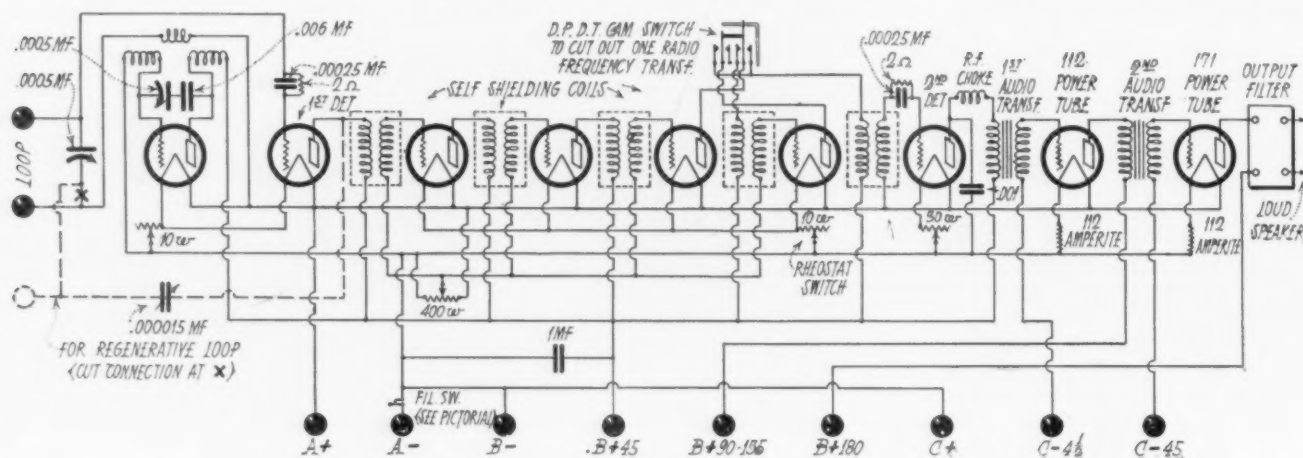 .0005 MF
.0005 MF
.006 MF
.00025 MF
2 Ω
1ST DET
LOOP
SELF SHIELDING COILS
D.P. D.T. CAM SWITCH
TO CUT OUT ONE RADIO
FREQUENCY TRANSF.
.00025 MF
2 Ω
2ND
DET
R.F.
CHOKE
1ST
AUDIO
TRANSF.
112
POWER
TUBE
2ND
AUDIO
TRANSF
171
POWER
TUBE
OUTPUT
FILTER
LOUD
SPEAKER
10 ω
400 ω
10 ω
RHEOSTAT
SWITCH
30 ω
.001
112
AMPERITE
112
AMPERITE
X
.000015 MF
FOR REGENERATIVE LOOP
(CUT CONNECTION AT X)
1MF
FIL. SW.
(SEE PICTORIAL)
A+
A-
B-
B+45
B+90-135
B+180
C+
C-4½
C-45